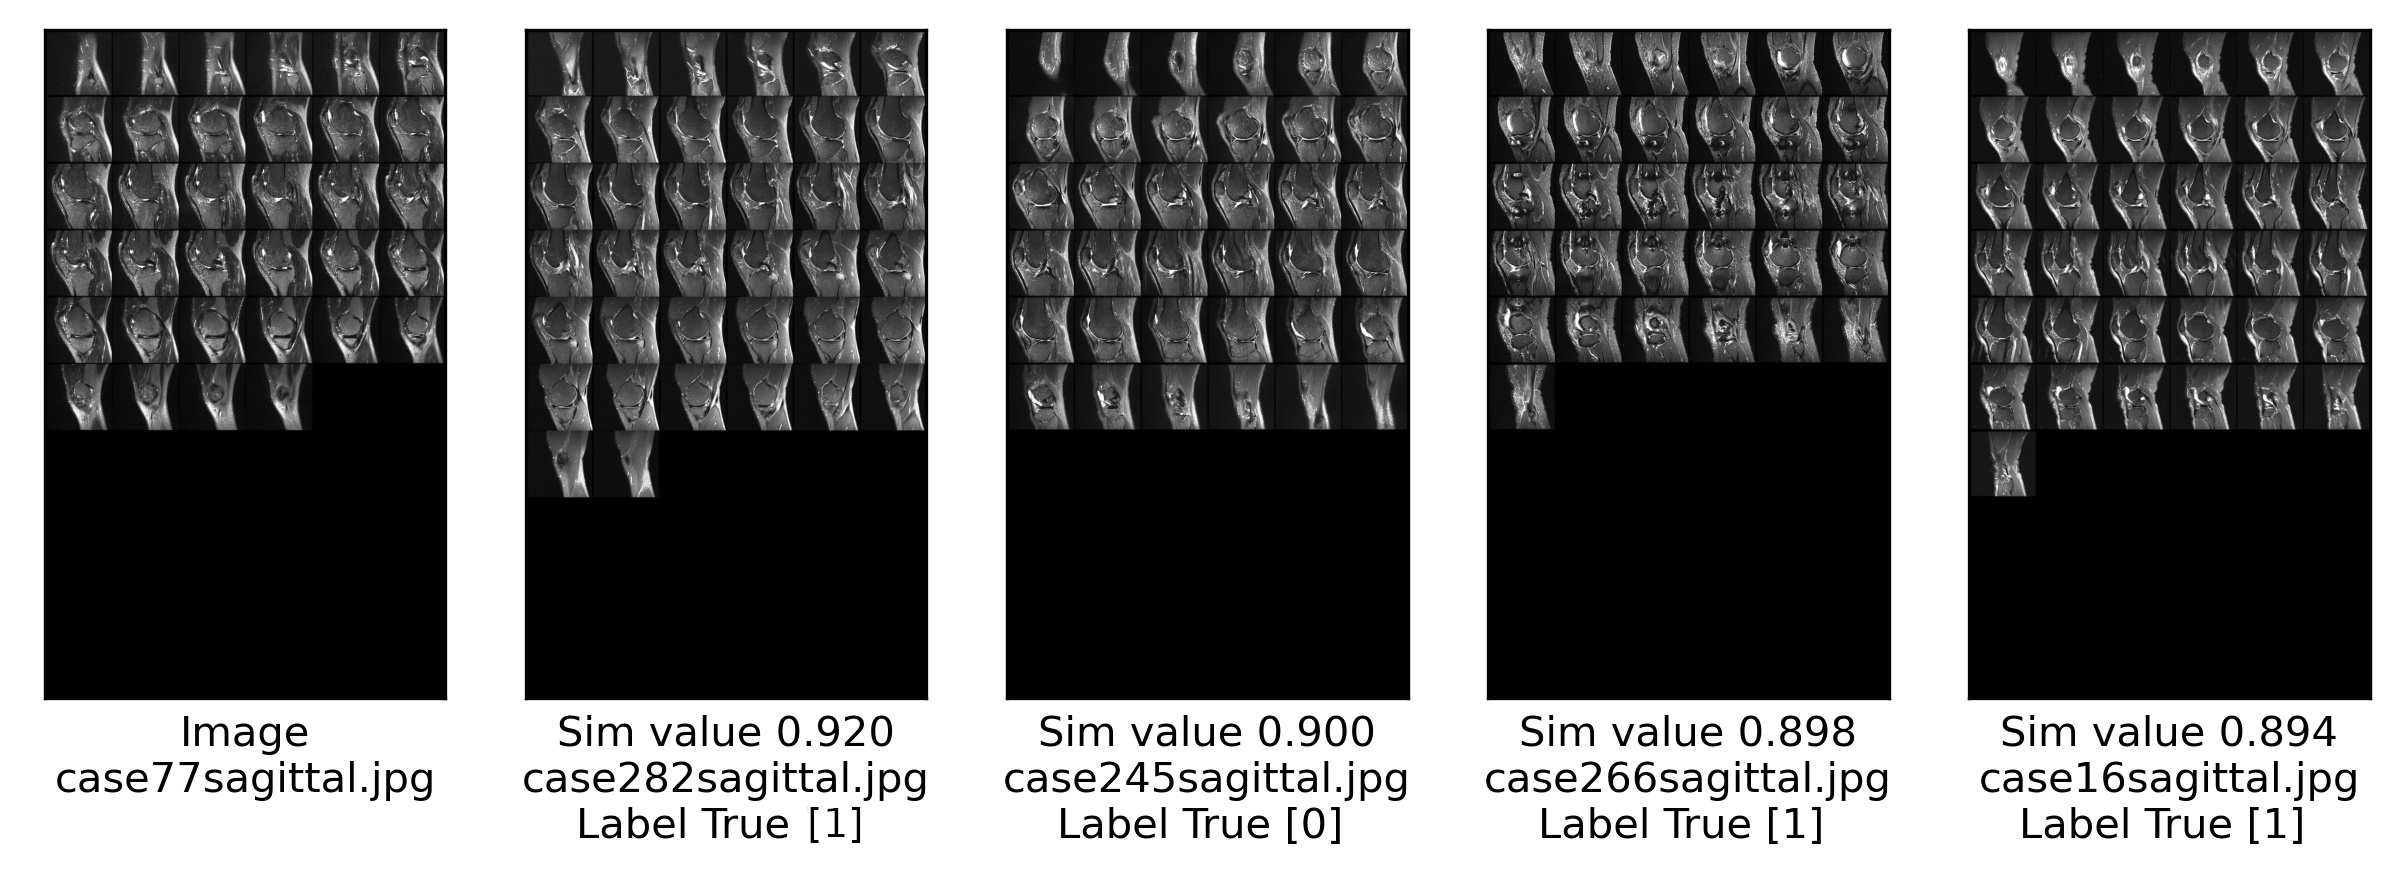 Image
case77sagittal.jpg
Sim value 0.920
case282sagittal.jpg
Label True [1]
Sim value 0.900
case245sagittal.jpg
Label True [0]
Sim value 0.898
case266sagittal.jpg
Label True [1]
Sim value 0.894
case16sagittal.jpg
Label True [1]